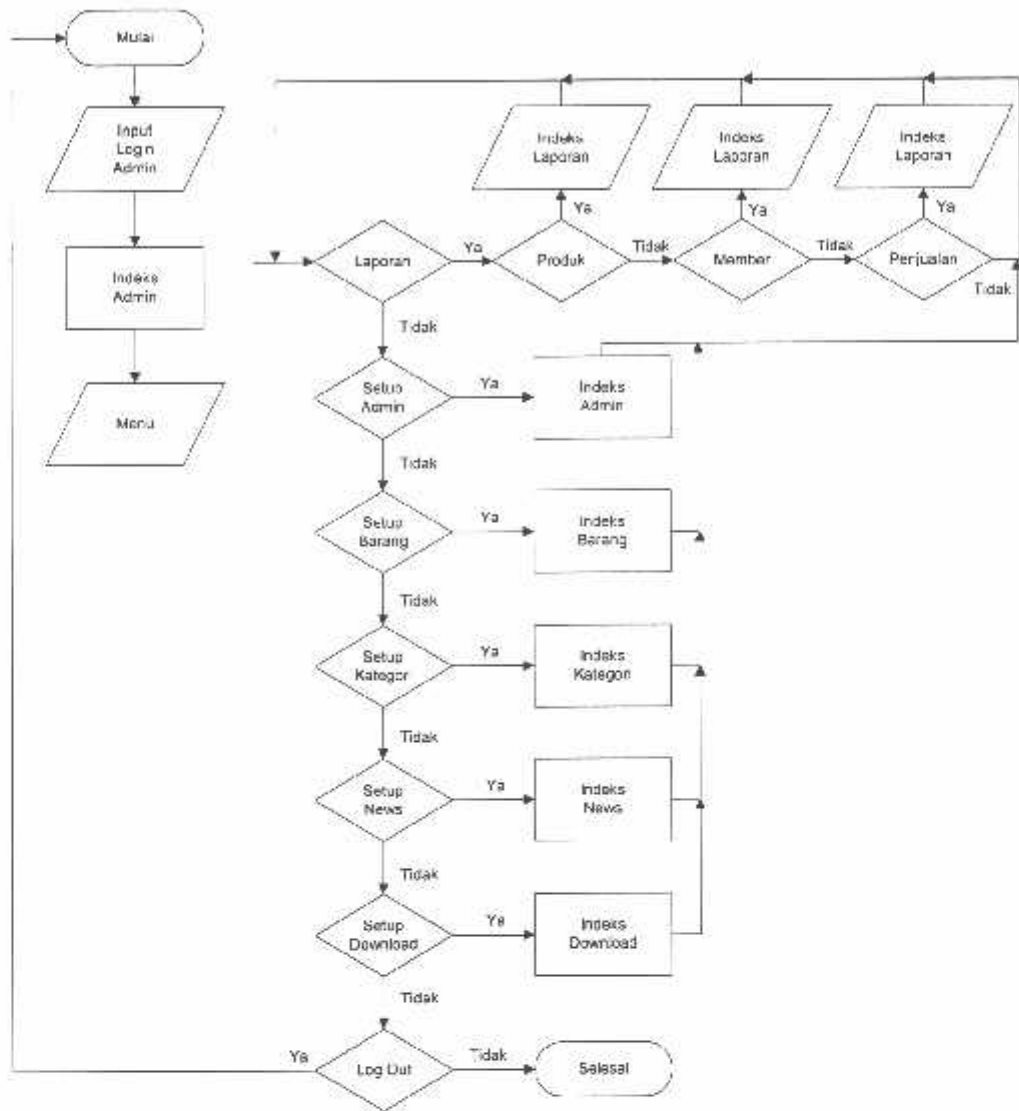 Mulai
Input
Login
Admin
Indeks
Admin
Menu
Indeks
Laporan
Indeks
Laporan
Indeks
Laporan
Ya
Ya
Ya
Laporan
Ya
Produk
Tidak
Member
Tidak
Perjualan
Tidak
Tidak
Setup
Admin
Ya
Indeks
Admin
Tidak
Setup
Barang
Ya
Indeks
Barang
Tidak
Setup
Kategor
Ya
Indeks
Kategori
Tidak
Setup
News
Ya
Indeks
News
Tidak
Setup
Download
Ya
Indeks
Download
Tidak
Ya
Log Out
Tidak
Selesai